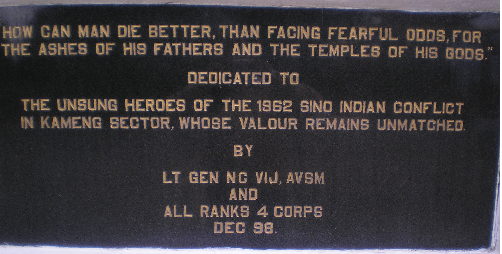 HOW CAN MAN DIE BETTER, THAN FACING FEARFUL ODDS, FOR
THE ASHES OF HIS FATHERS AND THE TEMPLES OF HIS GODS."
DEDICATED TO
THE UNSUNG HEROES OF THE 1962 SINO INDIAN CONFLICT
IN KAMENG SECTOR, WHOSE VALOUR REMAINS UNMATCHED.
BY
LT GEN NC VIJ, AVSM
AND
ALL RANKS 4 CORPS
DEC 98.